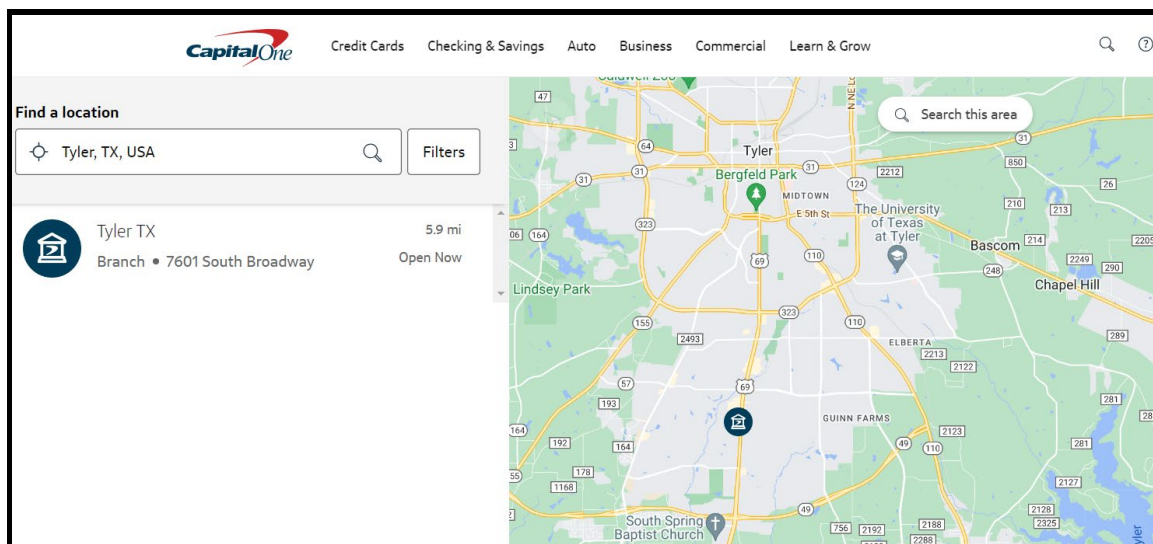 Capital One
Credit Cards
Checking & Savings
Auto
Business
Commercial
Learn & Grow
Find a location
Tyler, TX, USA
Filters
Tyler TX
5.9 mi
Branch • 7601 South Broadway
Open Now
Search this area
47
N NE Lo
31
64
Tyler
850
31
Bergfeld Park
31
2212
26
31
MIDTOWN
124
210
213
E 5th St
The University
of Texas
at Tyler
323
164
Bascom
214
2205
69
110
2249
290
248
Chapel Hill
Lindsey Park
323
155
110
289
2493
ELBERTA
2213
2122
57
69
281
193
GUINN FARMS
164
2123
192
164
49
110
281
178
1168
2127
49
2128
South Spring
Baptist Church
756
2192
2188
2325